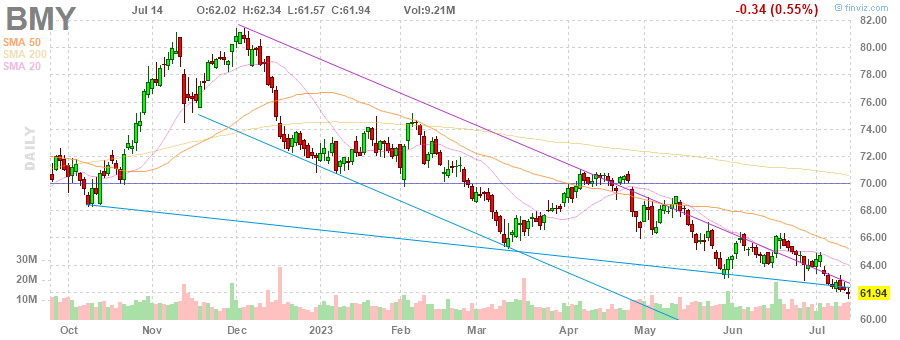 BMY Jul 14 O:62.02 H:62.34 L:61.57 C:61.94 Vol:9.21M -0.34 (0.55%) © finviz.com
SMA 50
SMA 200
SMA 20
DAILY
82.00
80.00
78.00
76.00
74.00
72.00
70.00
68.00
66.00
64.00
61.94
60.00
30M
20M
10M
Oct Nov Dec 2023 Feb Mar Apr May Jun Jul